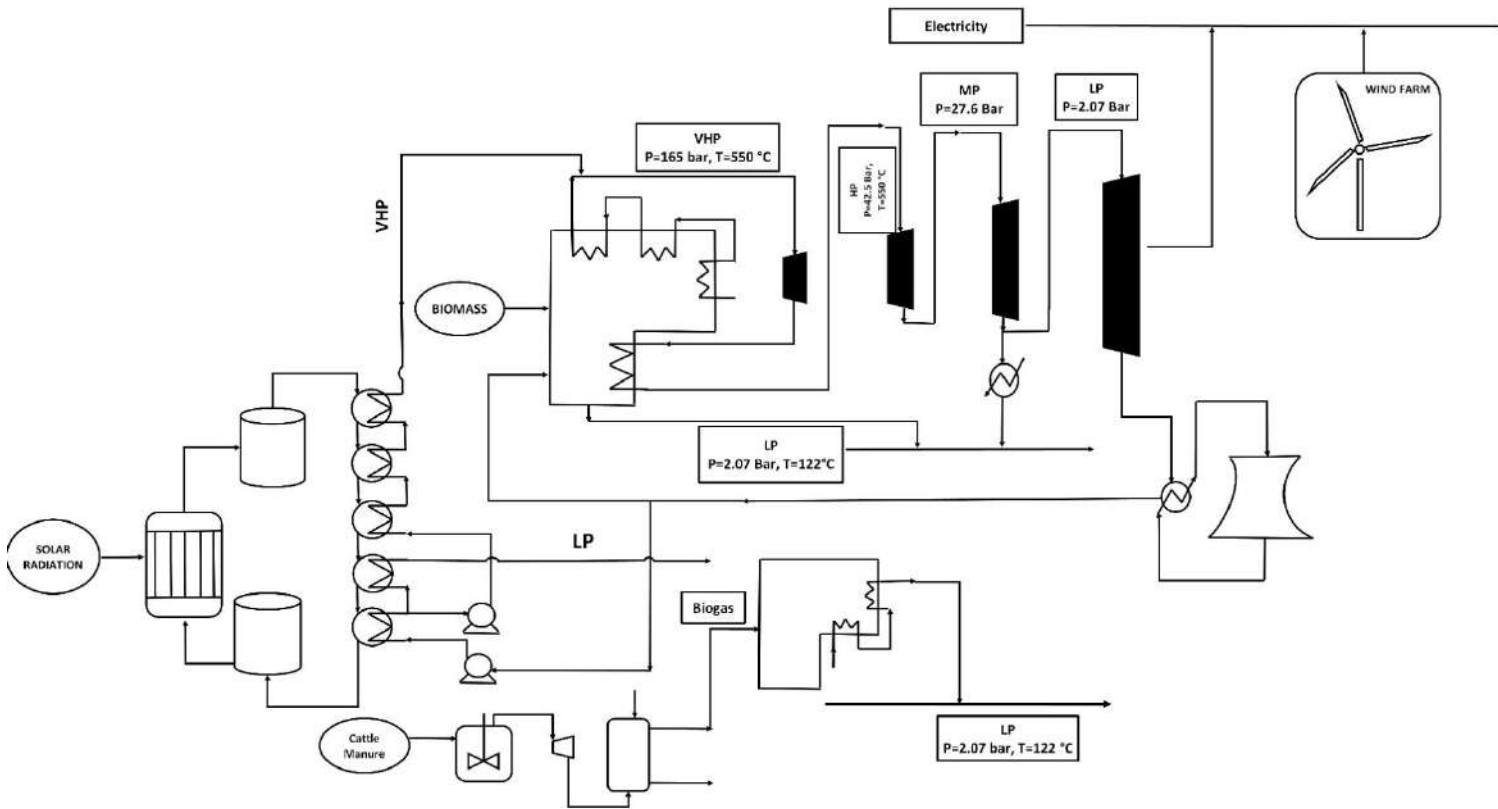 Electricity
WIND FARM
MP
P=27.6 Bar
LP
P=2.07 Bar
VHP
P=165 bar, T=550 °C
HP
P=42.5 Bar,
T=550 °C
VHP
BIOMASS
LP
P=2.07 Bar, T=122°C
SOLAR
RADIATION
LP
Biogas
Cattle
Manure
LP
P=2.07 bar, T=122 °C